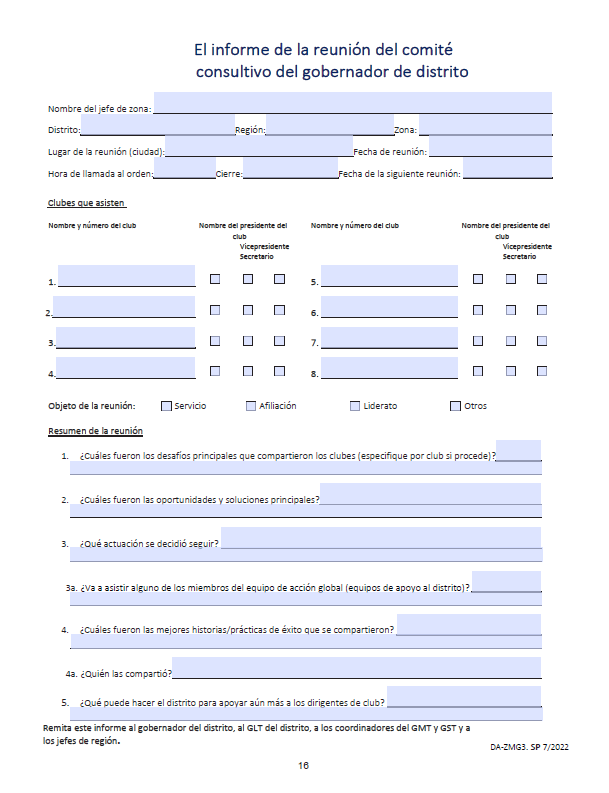 El informe de la reunión del comité
consultivo del gobernador de distrito
Nombre del jefe de zona:
Distrito: Región: Zona:
Lugar de la reunión (ciudad): Fecha de reunión:
Hora de llamada al orden: Cierre: Fecha de la siguiente reunión:
Clubes que asisten
Nombre y número del club Nombre del presidente del Nombre y número del club Nombre del presidente del
club club
Vicepresidente Vicepresidente
Secretario Secretario
1. 5.
2. 6.
3. 7.
4. 8.
Objeto de la reunión: Servicio Afiliación Liderato Otros
Resumen de la reunión
1. ¿Cuáles fueron los desafíos principales que compartieron los clubes (especifique por club si procede)?
2. ¿Cuáles fueron las oportunidades y soluciones principales?
3. ¿Qué actuación se decidió seguir?
3a. ¿Va a asistir alguno de los miembros del equipo de acción global (equipos de apoyo al distrito)?
4. ¿Cuáles fueron las mejores historias/prácticas de éxito que se compartieron?
4a. ¿Quién las compartió?
5. ¿Qué puede hacer el distrito para apoyar aún más a los dirigentes de club?
Remita este informe al gobernador del distrito, al GLT del distrito, a los coordinadores del GMT y GST y a
los jefes de región.
DA-ZMG3. SP 7/2022
16